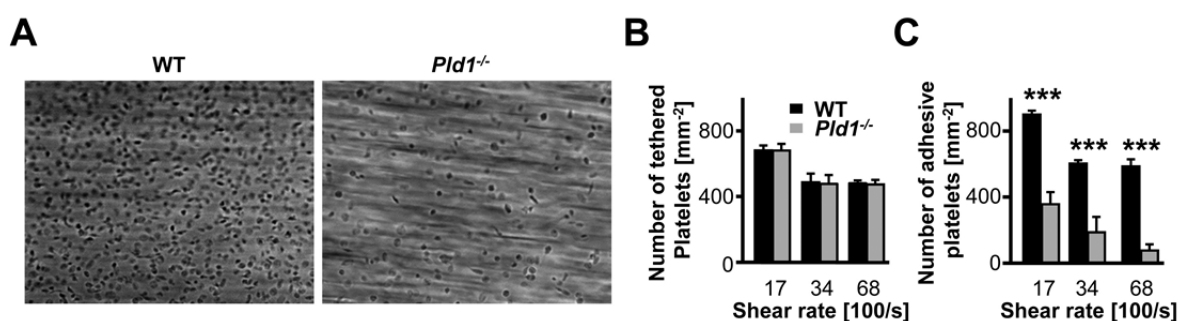 A
WT
Pld1-/-
B
Number of tethered
Platelets [mm-2]
800
400
0
WT
Pld1-/-
17 34 68
Shear rate [100/s]
C
Number of adhesive
platelets [mm-2]
800
400
0
***
***
***
17 34 68
Shear rate [100/s]